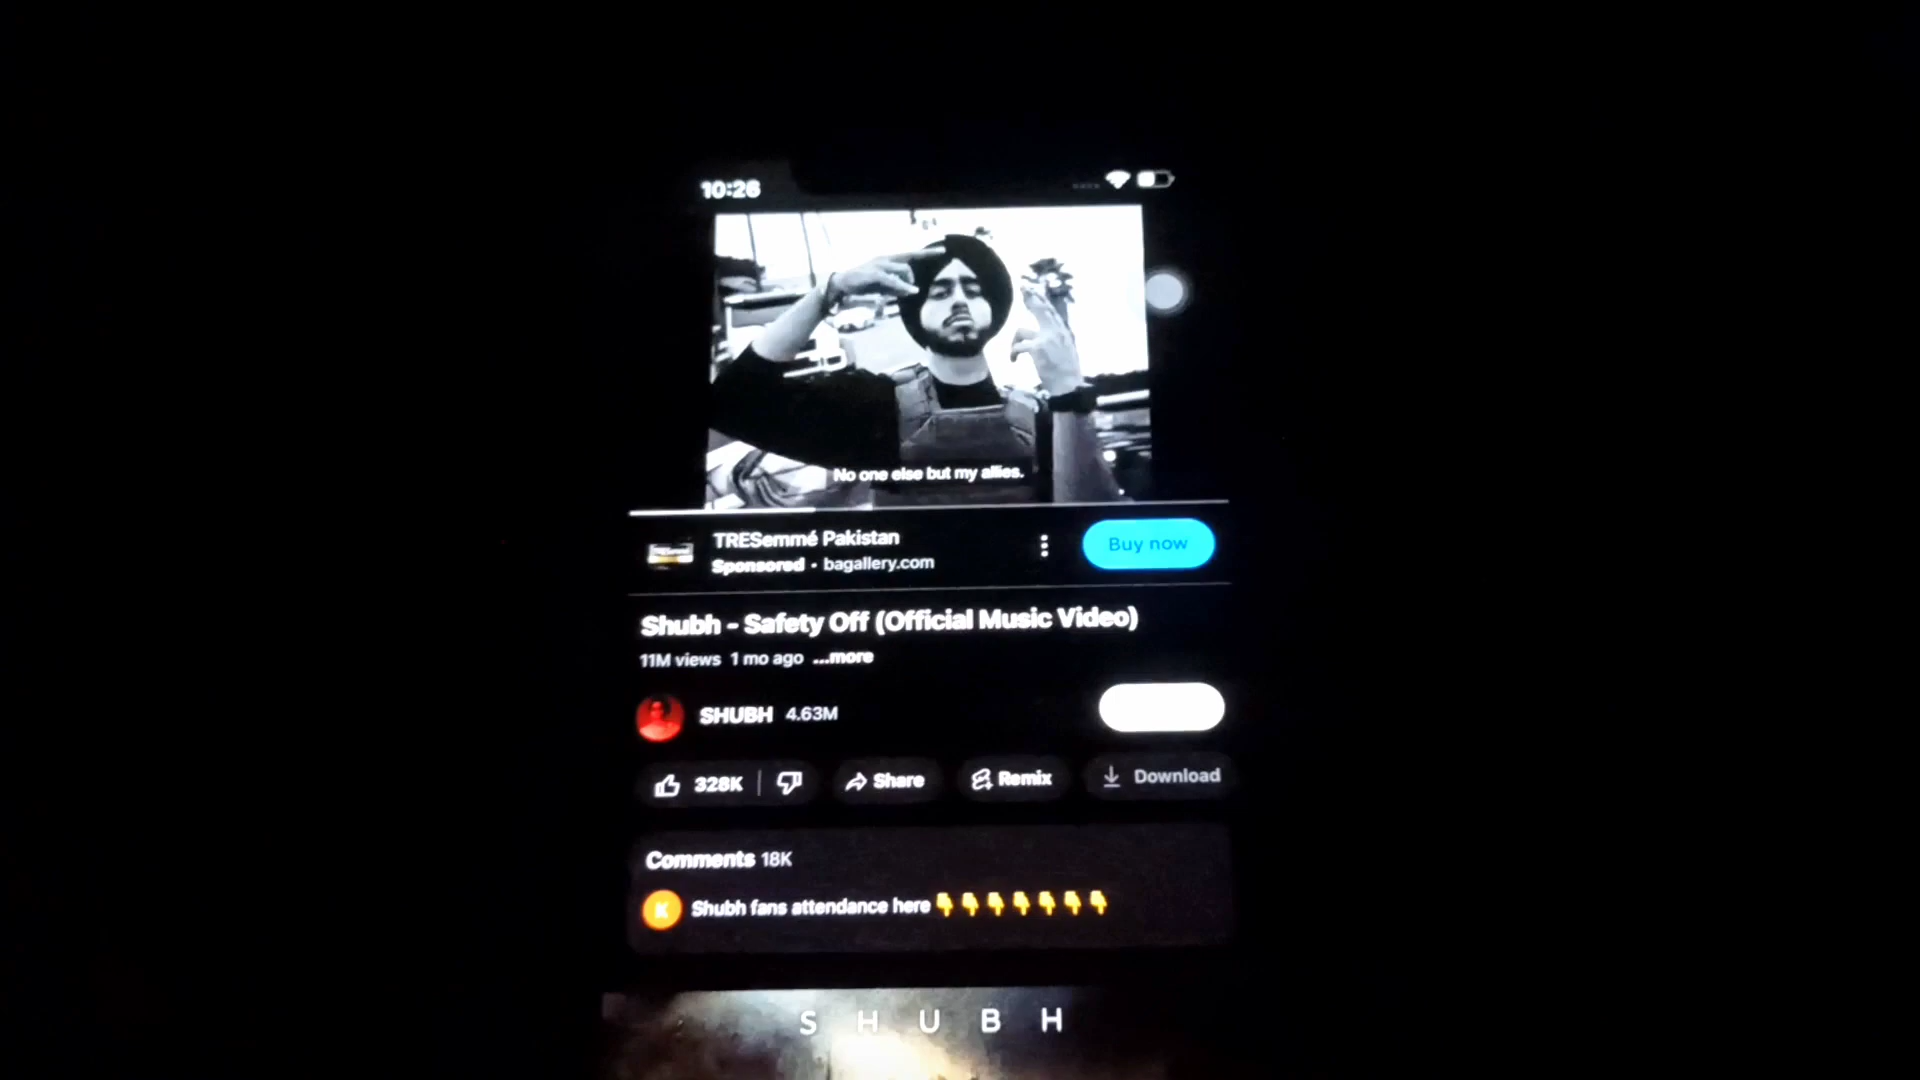 10:26
No one else but my allies.
TRESemmé Pakistan
Sponsored • bagallery.com
Buy now
Shubh - Safety Off (Official Music Video)
11M views 1 mo ago ...more
SHUBH 4.63M
328K
Share
Remix
Download
Comments 18K
K
Shubh fans attendance here👇👇👇👇👇👇👇
S H U B H